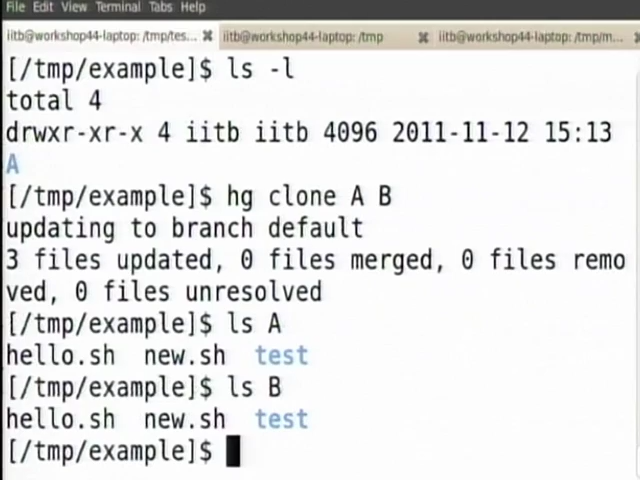 File Edit View Terminal Tabs Help
iitb@workshop44-laptop: /tmp/tes... iitb@workshop44-laptop: /tmp iitb@workshop44-laptop: /tmp/m...
[/tmp/example]$ ls -l
total 4
drwxr-xr-x 4 iitb iitb 4096 2011-11-12 15:13
A
[/tmp/example]$ hg clone A B
updating to branch default
3 files updated, 0 files merged, 0 files remo
ved, 0 files unresolved
[/tmp/example]$ ls A
hello.sh new.sh test
[/tmp/example]$ ls B
hello.sh new.sh test
[/tmp/example]$